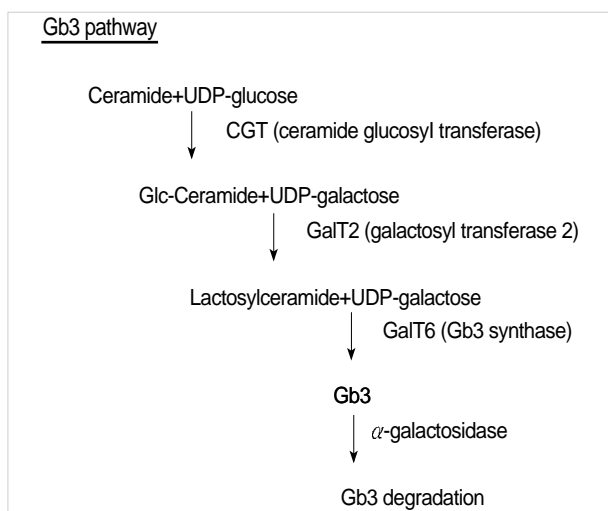 Gb3 pathway
Ceramide+UDP-glucose
CGT (ceramide glucosyl transferase)
Glc-Ceramide+UDP-galactose
GalT2 (galactosyl transferase 2)
Lactosylceramide+UDP-galactose
GalT6 (Gb3 synthase)
Gb3
α-galactosidase
Gb3 degradation